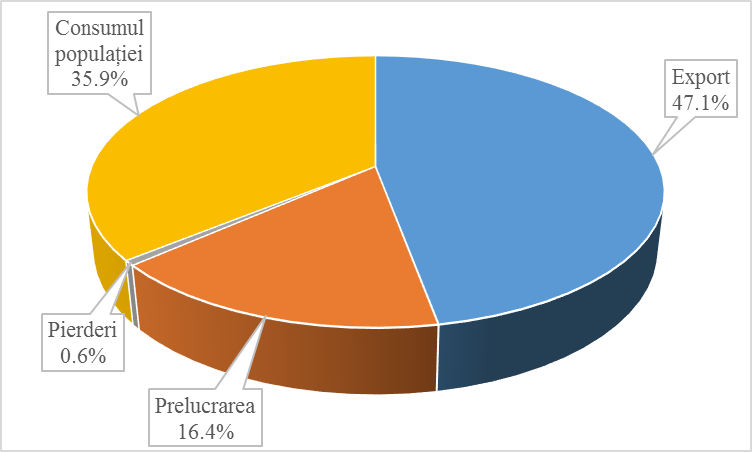 Consumul
populației
35.9%
Export
47.1%
Pierderi
0.6%
Prelucrarea
16.4%